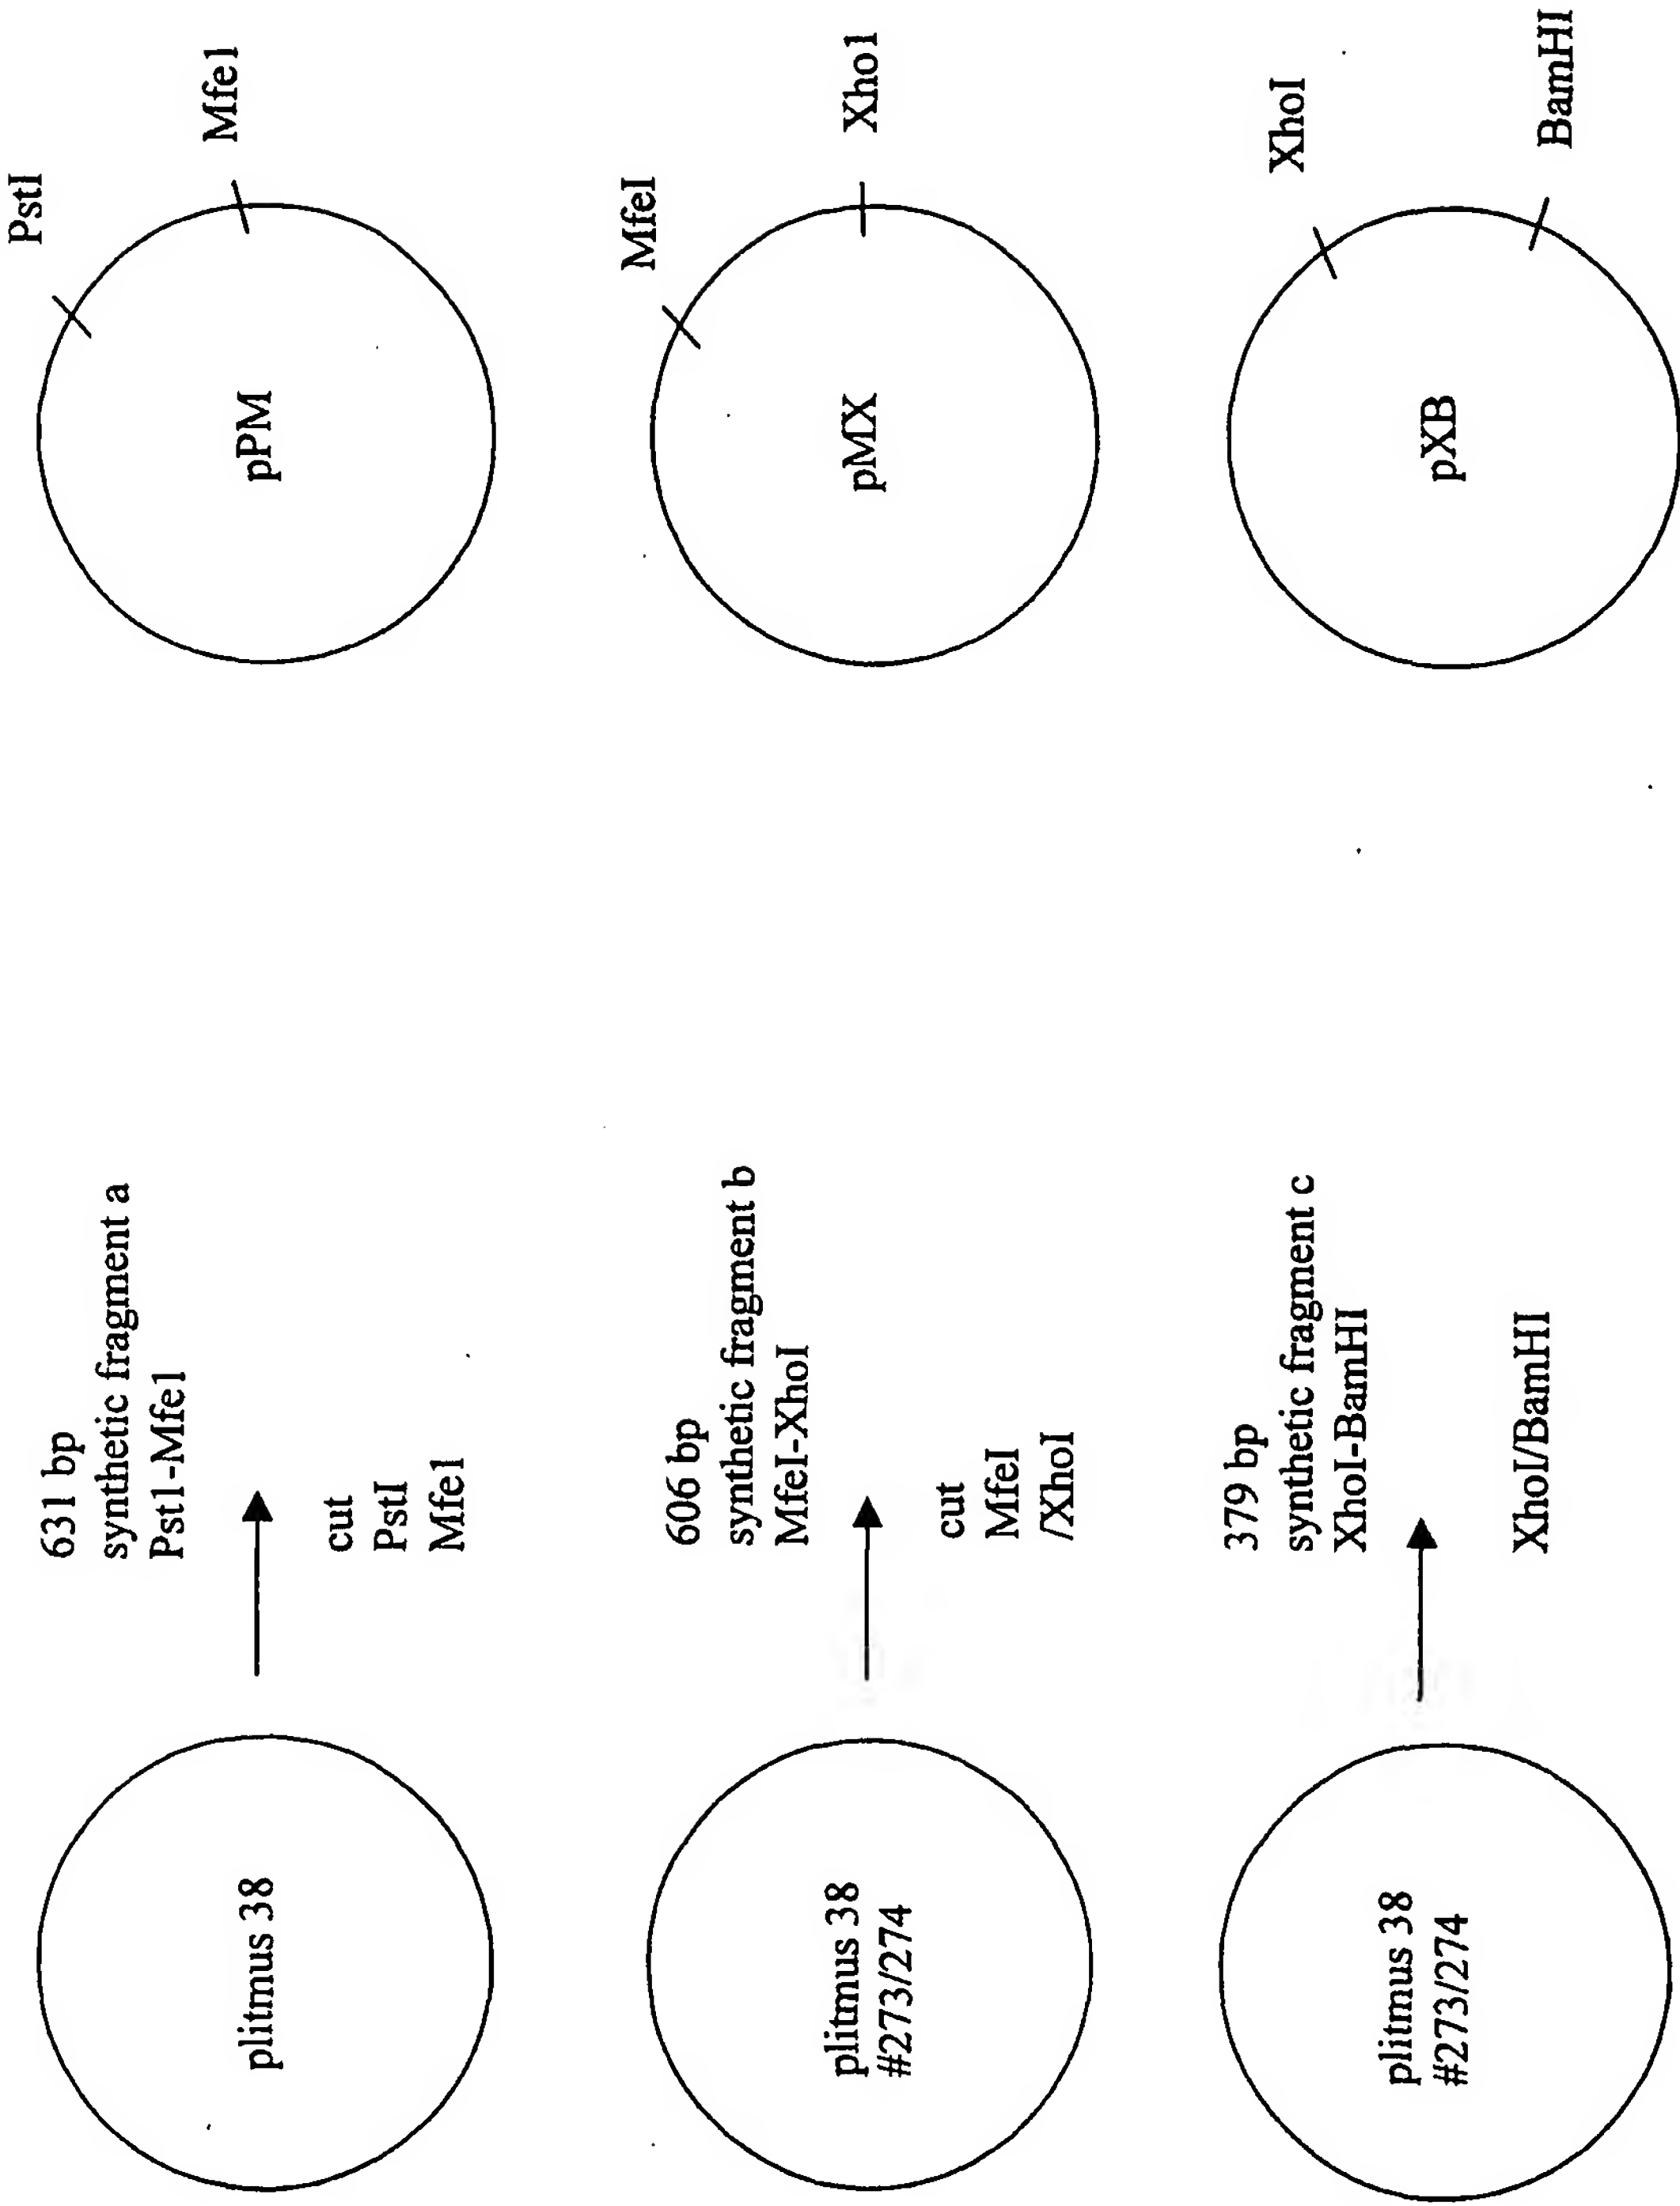 plitmus 38
631 bp
synthetic fragment a
Pst1-Mfe1
cut
PstI
Mfe1
pPM
PstI
Mfe1
plitmus 38
#273/274
606 bp
synthetic fragment b
MfeI-XhoI
cut
MfeI
/XhoI
pMX
MfeI
Xho1
plitmus 38
#273/274
379 bp
synthetic fragment c
XhoI-BamHI
XhoI/BamHI
pXB
XhoI
BamHI